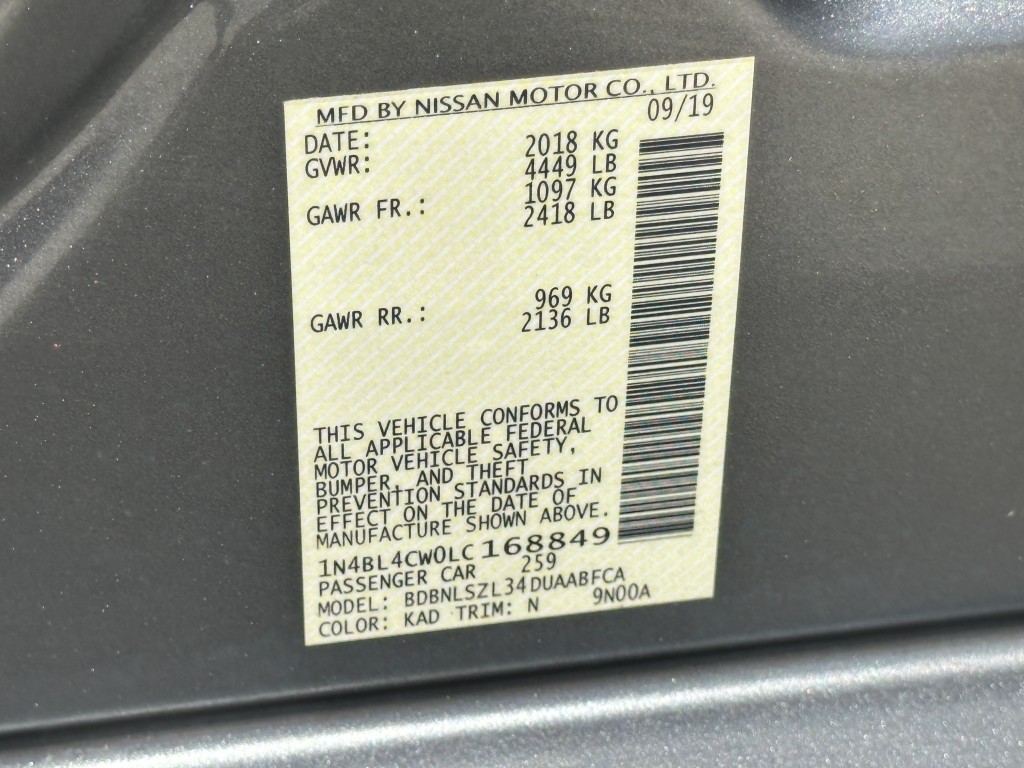 MFD BY NISSAN MOTOR CO., LTD.
DATE: 09/19
GVWR: 2018 KG
4449 LB
GAWR FR.: 1097 KG
2418 LB
GAWR RR.: 969 KG
2136 LB
THIS VEHICLE CONFORMS TO
ALL APPLICABLE FEDERAL
MOTOR VEHICLE SAFETY,
BUMPER, AND THEFT
PREVENTION STANDARDS IN
EFFECT ON THE DATE OF
MANUFACTURE SHOWN ABOVE.
1N4BL4CW0LC168849
PASSENGER CAR 259
MODEL: BDBNLSZL34DUAABFCA
COLOR: KAD TRIM: N 9N00A